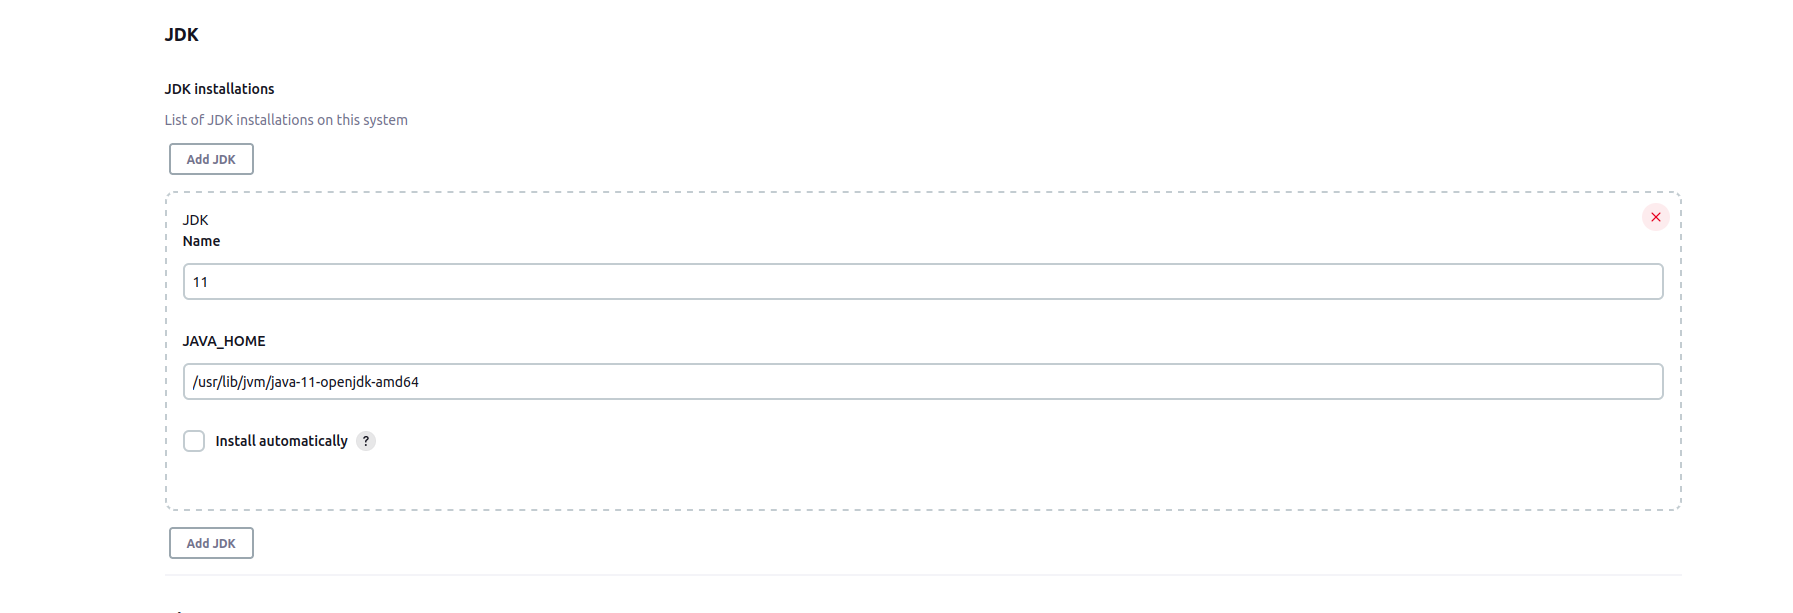 JDK
JDK installations
List of JDK installations on this system
Add JDK
JDK
Name
11
JAVA_HOME
/usr/lib/jvm/java-11-openjdk-amd64
Install automatically ?
Add JDK